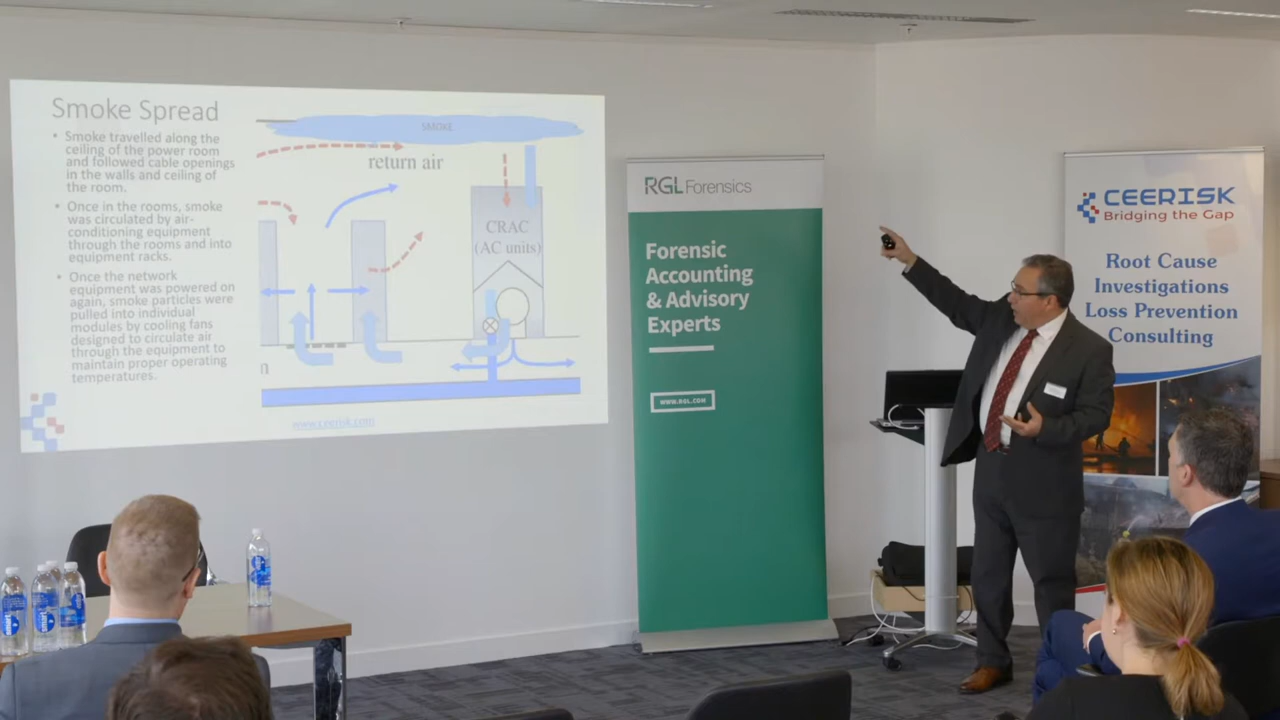 Smoke Spread
• Smoke travelled along the
ceiling of the power room
and followed cable openings
in the walls and ceiling of
the room.
• Once in the rooms, smoke
was circulated by air-
conditioning equipment
through the rooms and into
equipment racks.
• Once the network
equipment was powered on
again, smoke particles were
pulled into individual
modules by cooling fans
designed to circulate air
through the equipment to
maintain proper operating
temperatures.
SMOKE
return air
CRAC
(AC units)
n
www.ceerisk.com
RGL Forensics
Forensic
Accounting
& Advisory
Experts
WWW.RGL.COM
CEERISK
Bridging the Gap
Root Cause
Investigations
Loss Prevention
Consulting
smart
smart